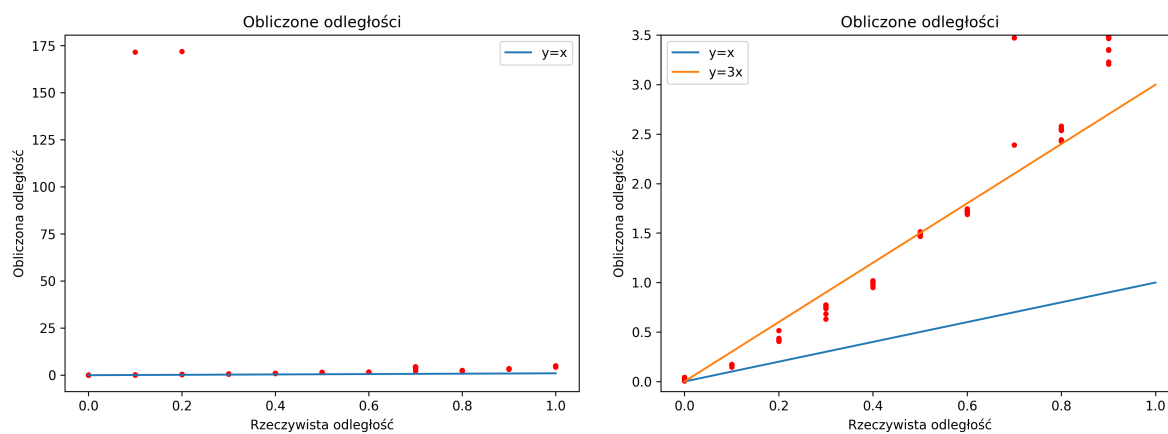 Obliczone odległości
175
150
125
100
75
50
25
0
0.0 0.2 0.4 0.6 0.8 1.0
Rzeczywista odległość
Obliczona odległość
y=x
Obliczone odległości
3.5
3.0
2.5
2.0
1.5
1.0
0.5
0.0
0.0 0.2 0.4 0.6 0.8 1.0
Rzeczywista odległość
Obliczona odległość
y=x
y=3x